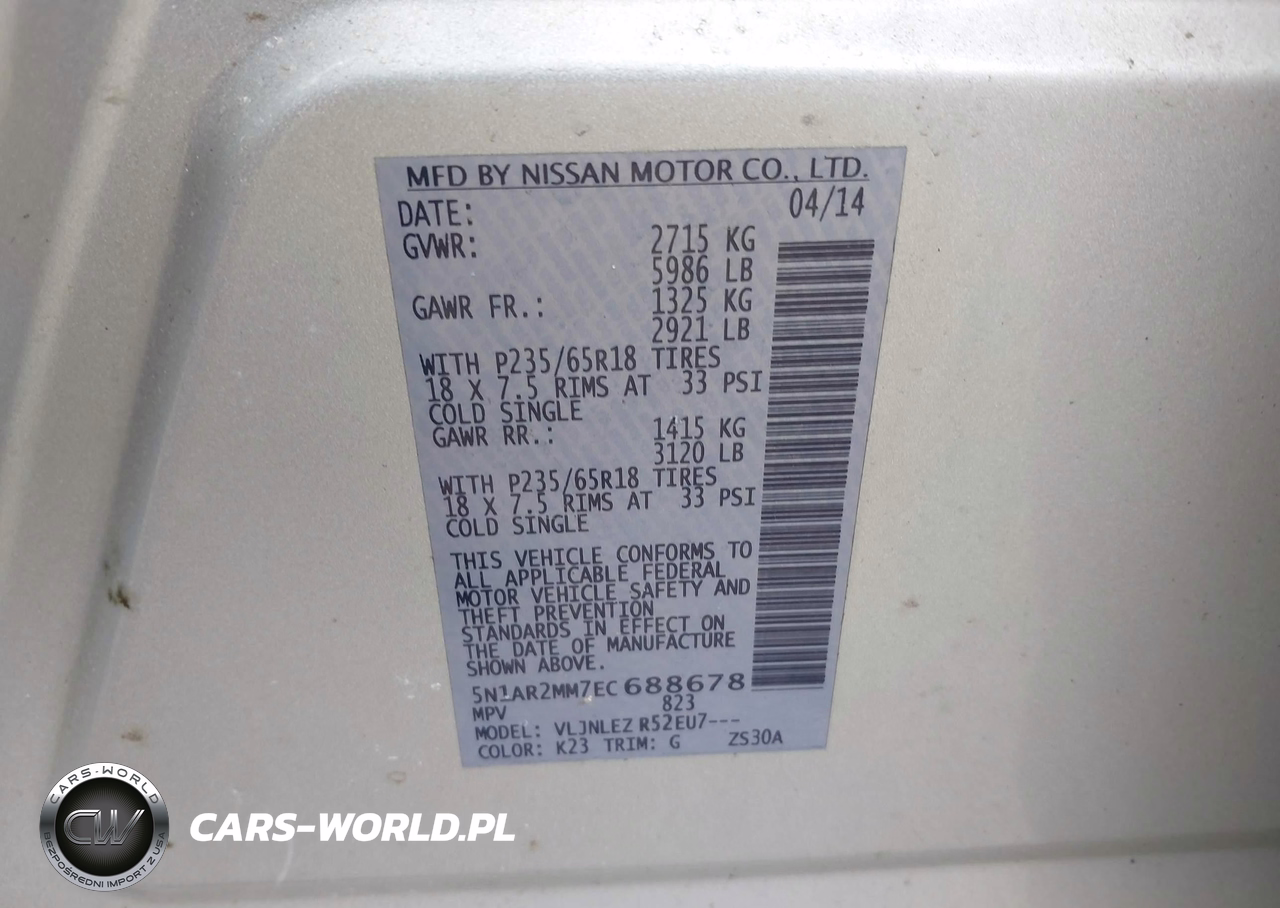 MFD BY NISSAN MOTOR CO., LTD.
DATE: 04/14
GVWR: 2715 KG
5986 LB
GAWR FR.: 1325 KG
2921 LB
WITH P235/65R18 TIRES
18 X 7.5 RIMS AT 33 PSI
COLD SINGLE
GAWR RR.: 1415 KG
3120 LB
WITH P235/65R18 TIRES
18 X 7.5 RIMS AT 33 PSI
COLD SINGLE
THIS VEHICLE CONFORMS TO
ALL APPLICABLE FEDERAL
MOTOR VEHICLE SAFETY AND
THEFT PREVENTION
STANDARDS IN EFFECT ON
THE DATE OF MANUFACTURE
SHOWN ABOVE.
5N1AR2MM7EC688678
MPV 823
MODEL: VLJNLEZ R52EU7---
COLOR: K23 TRIM: G ZS30A
CARS-WORLD
CW
BEZPOŚREDNI IMPORT Z USA
CARS-WORLD.PL